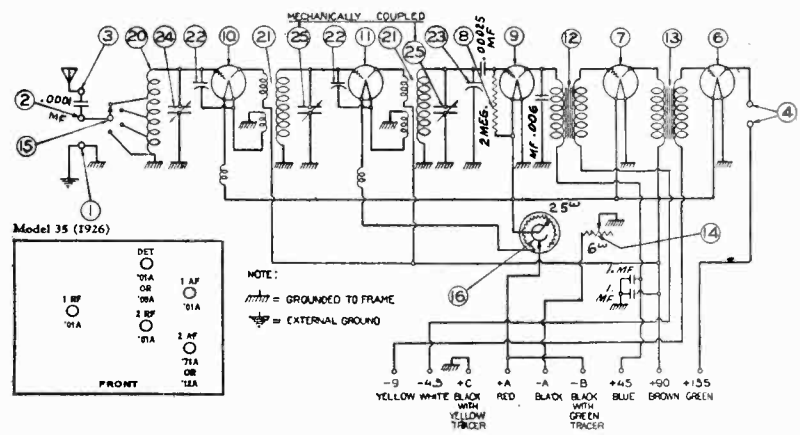 MECHANICALLY COUPLED
3 20 24 22 10 21 25 22 11 21 25 23 8 .00025 MF. 9 12 7 13 6
2 .0001 MF
15
2 MEG.
MF .006
4
1
Model 35 (1926)
25ω
14
6ω
16
1. MF
1. MF.
DET
'01A
OR
'00A
1 AF
'01A
1 RF
'01A
2 RF
'01A
2 AF
'71A
OR
'12A
FRONT
NOTE:
= GROUNDED TO FRAME
= EXTERNAL GROUND
-9 -4.5 +C +A -A -B +45 +90 +135
YELLOW WHITE BLACK RED BLACK BLACK BLUE BROWN GREEN
WITH WITH
YELLOW GREEN
TRACER TRACER